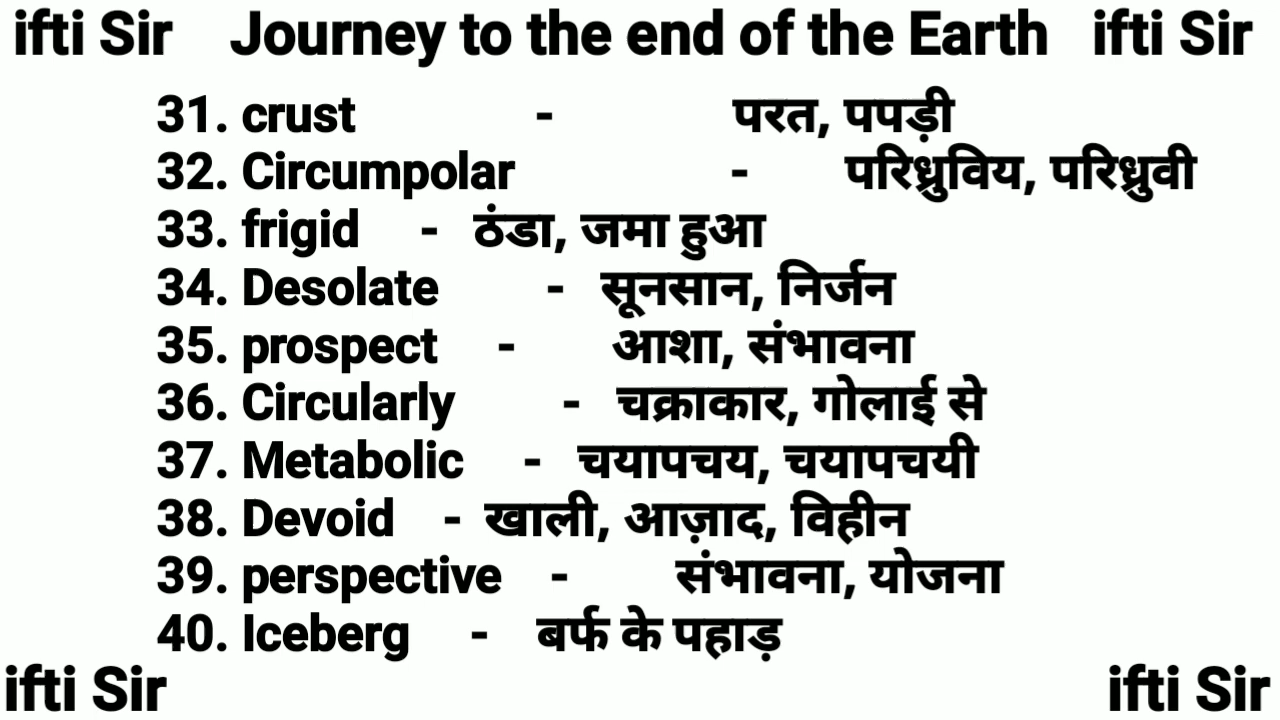 ifti Sir Journey to the end of the Earth ifti Sir
31. crust - परत, पपड़ी
32. Circumpolar - परिध्रुविय, परिध्रुवी
33. frigid - ठंडा, जमा हुआ
34. Desolate - सूनसान, निर्जन
35. prospect - आशा, संभावना
36. Circularly - चक्राकार, गोलाई से
37. Metabolic - चयापचय, चयापचयी
38. Devoid - खाली, आज़ाद, विहीन
39. perspective - संभावना, योजना
40. Iceberg - बर्फ के पहाड़
ifti Sir ifti Sir